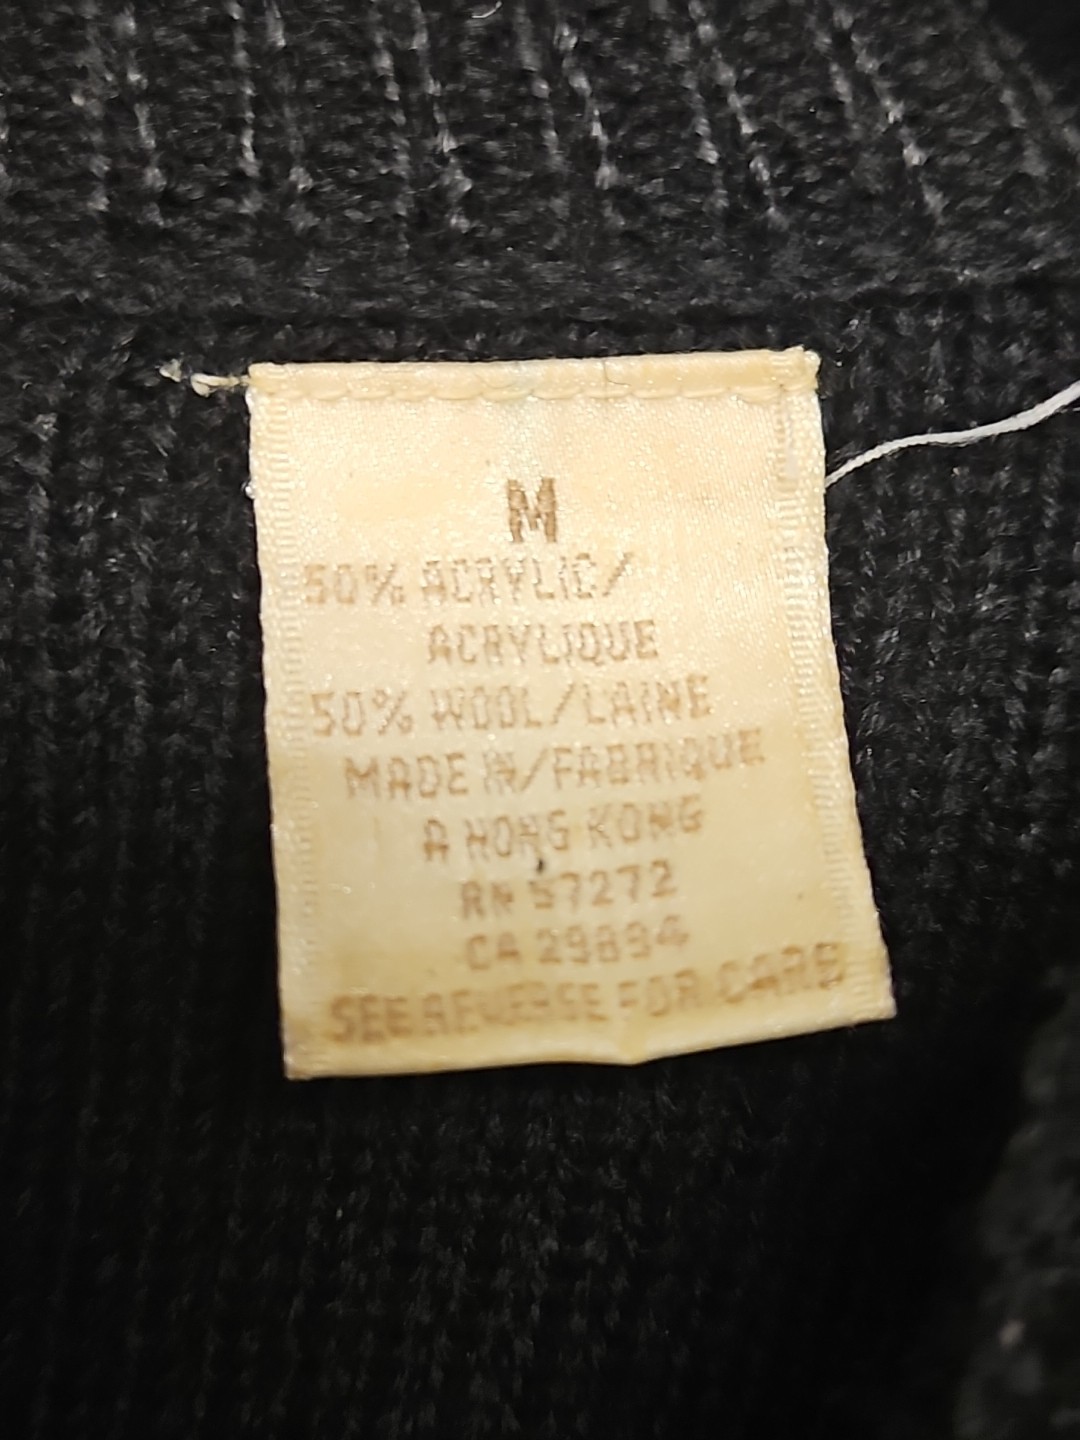 M
50% ACRYLIC/
ACRYLIQUE
50% WOOL/LAINE
MADE IN/FABRIQUE
A HONG KONG
RN 57272
CA 29894
SEE REVERSE FOR CARE